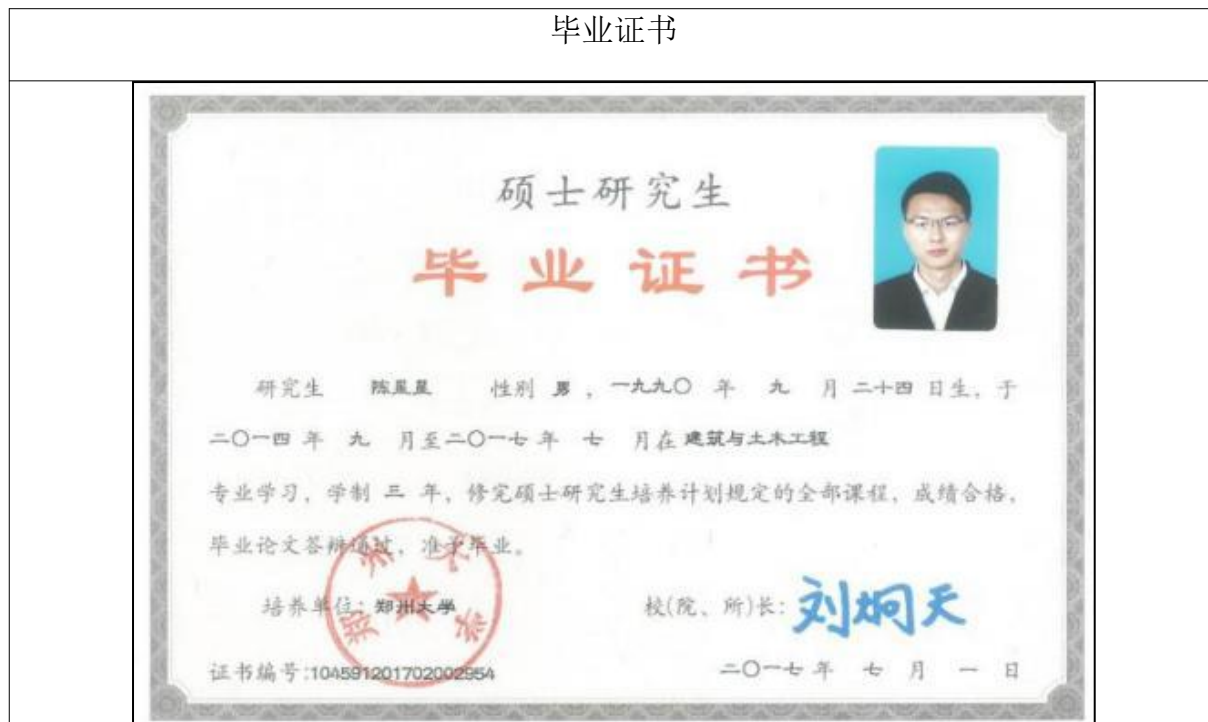 毕业证书
硕士研究生
毕业证书
研究生 陈星星 性别 男 ，一九九〇 年 九 月 二十四 日生，于
二〇一四 年 九 月至二〇一七 年 七 月在 建筑与土木工程
专业学习，学制 三 年，修完硕士研究生培养计划规定的全部课程，成绩合格，
毕业论文答辩通过，准予毕业。
培养单位：郑州大学 校(院、所)长：刘炯天
郑州大学
证书编号:104591201702002954 二〇一七 年 七 月 一 日